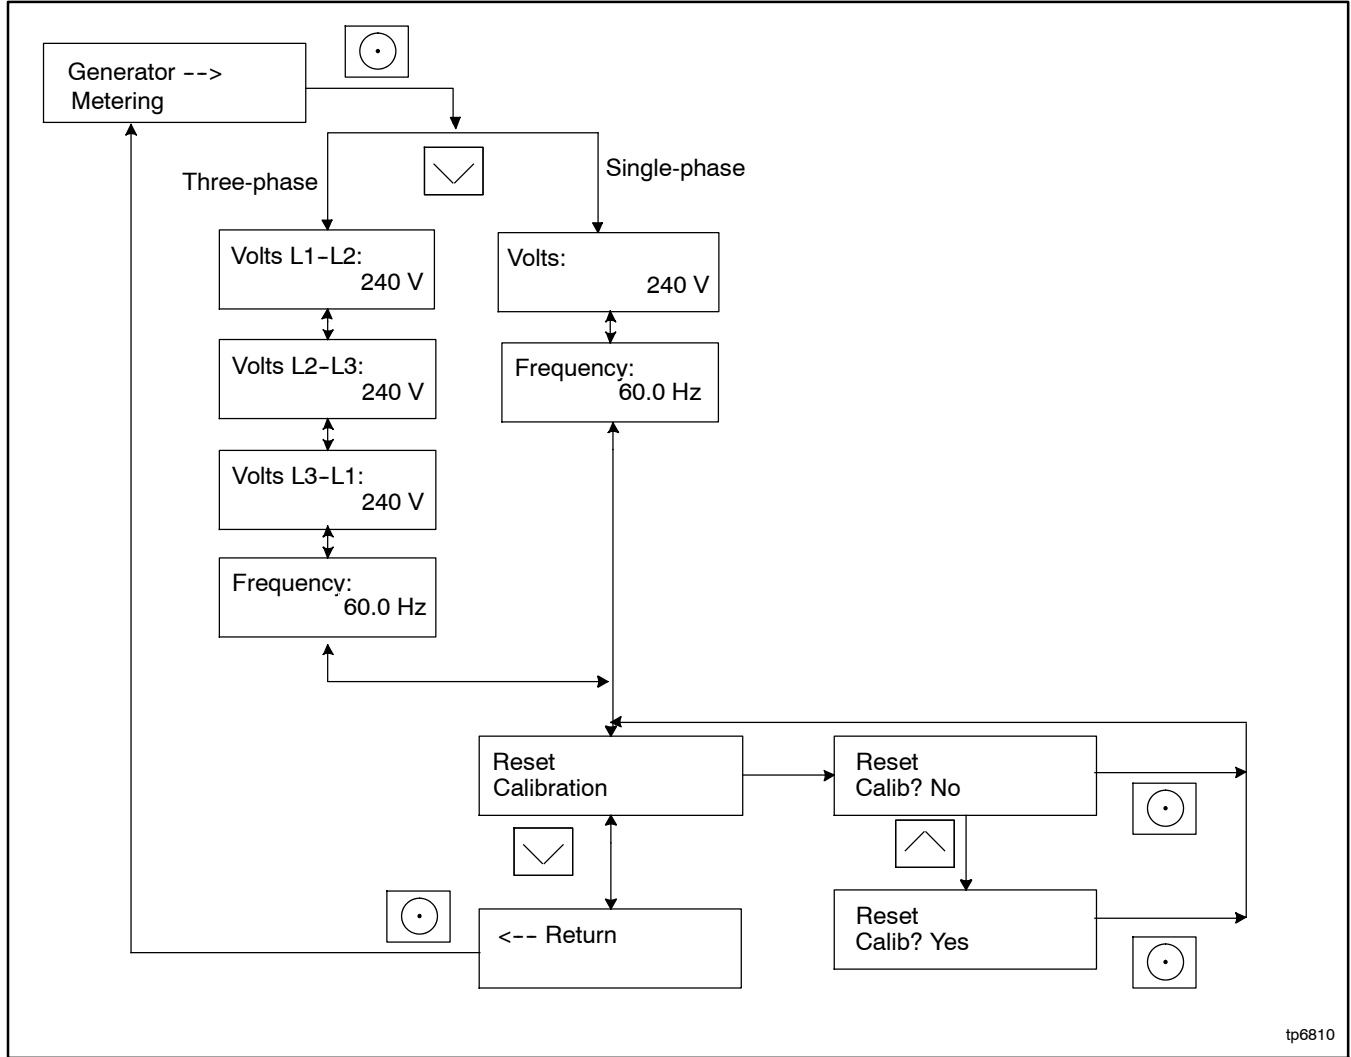 Generator -->
Metering
Three-phase
Single-phase
Volts L1-L2:
240 V
Volts:
240 V
Volts L2-L3:
240 V
Frequency:
60.0 Hz
Volts L3-L1:
240 V
Frequency:
60.0 Hz
Reset
Calibration
Reset
Calib? No
<-- Return
Reset
Calib? Yes
tp6810